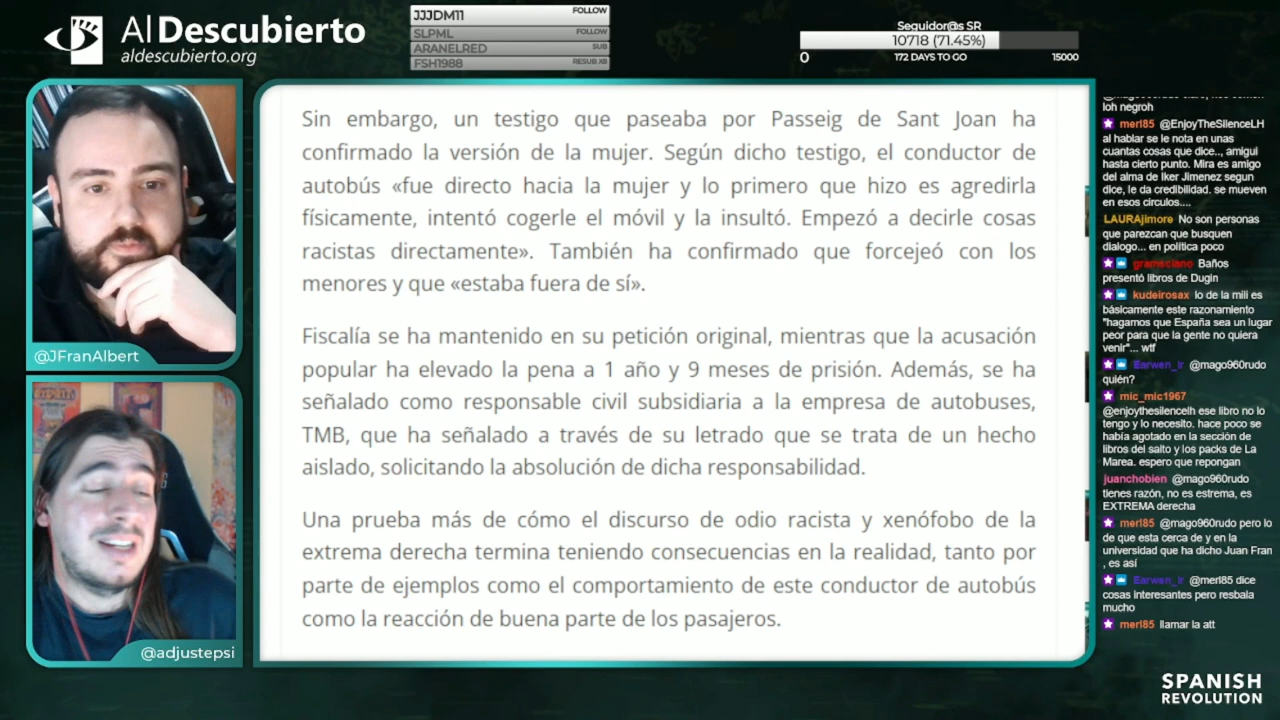 Al Descubierto
aldescubierto.org
JJJDM11 FOLLOW
SLPML FOLLOW
ARANELRED SUB
FSH1988 RESUB X8
Seguidor@s SR
10718 (71.45%)
0 172 DAYS TO GO 15000
@JFranAlbert
@adjustepsi
Sin embargo, un testigo que paseaba por Passeig de Sant Joan ha
confirmado la versión de la mujer. Según dicho testigo, el conductor de
autobús «fue directo hacia la mujer y lo primero que hizo es agredirla
físicamente, intentó cogerle el móvil y la insultó. Empezó a decirle cosas
racistas directamente». También ha confirmado que forcejeó con los
menores y que «estaba fuera de sí».
Fiscalía se ha mantenido en su petición original, mientras que la acusación
popular ha elevado la pena a 1 año y 9 meses de prisión. Además, se ha
señalado como responsable civil subsidiaria a la empresa de autobuses,
TMB, que ha señalado a través de su letrado que se trata de un hecho
aislado, solicitando la absolución de dicha responsabilidad.
Una prueba más de cómo el discurso de odio racista y xenófobo de la
extrema derecha termina teniendo consecuencias en la realidad, tanto por
parte de ejemplos como el comportamiento de este conductor de autobús
como la reacción de buena parte de los pasajeros.
loh negroh
merl85 @EnjoyTheSilenceLH
al hablar se le nota en unas
cuantas cosas que dice.., amigui
hasta cierto punto. Mira es amigo
del alma de Iker Jimenez segun
dice, le da credibilidad. se mueven
en esos circulos....
LAURAjimore No son personas
que parezcan que busquen
dialogo... en política poco
gramsciano Baños
presentó libros de Dugin
kudeirosax lo de la mili es
básicamente este razonamiento
"hagamos que España sea un lugar
peor para que la gente no quiera
venir"... wtf
Earwen_ir @mago960rudo
quién?
mic_mic1967
@enjoythesilencelh ese libro no lo
tengo y lo necesito. hace poco se
había agotado en la sección de
libros del salto y los packs de La
Marea. espero que repongan
juanchobien @mago960rudo
tienes razón, no es estrema, es
EXTREMA derecha
merl85 @mago960rudo pero lo
de que esta cerca de y en la
universidad que ha dicho Juan Fran
, es así
Earwen_ir @merl85 dice
cosas interesantes pero resbala
mucho
merl85 llamar la att
SPANISH
REVOLUTION